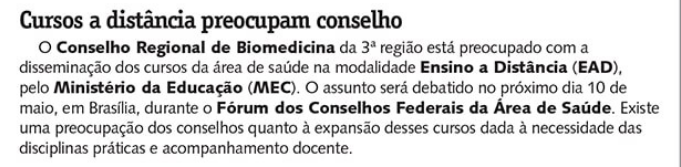 Cursos a distância preocupam conselho
O Conselho Regional de Biomedicina da 3ª região está preocupado com a
disseminação dos cursos da área de saúde na modalidade Ensino a Distância (EAD),
pelo Ministério da Educação (MEC). O assunto será debatido no próximo dia 10 de
maio, em Brasília, durante o Fórum dos Conselhos Federais da Área de Saúde. Existe
uma preocupação dos conselhos quanto à expansão desses cursos dada à necessidade das
disciplinas práticas e acompanhamento docente.